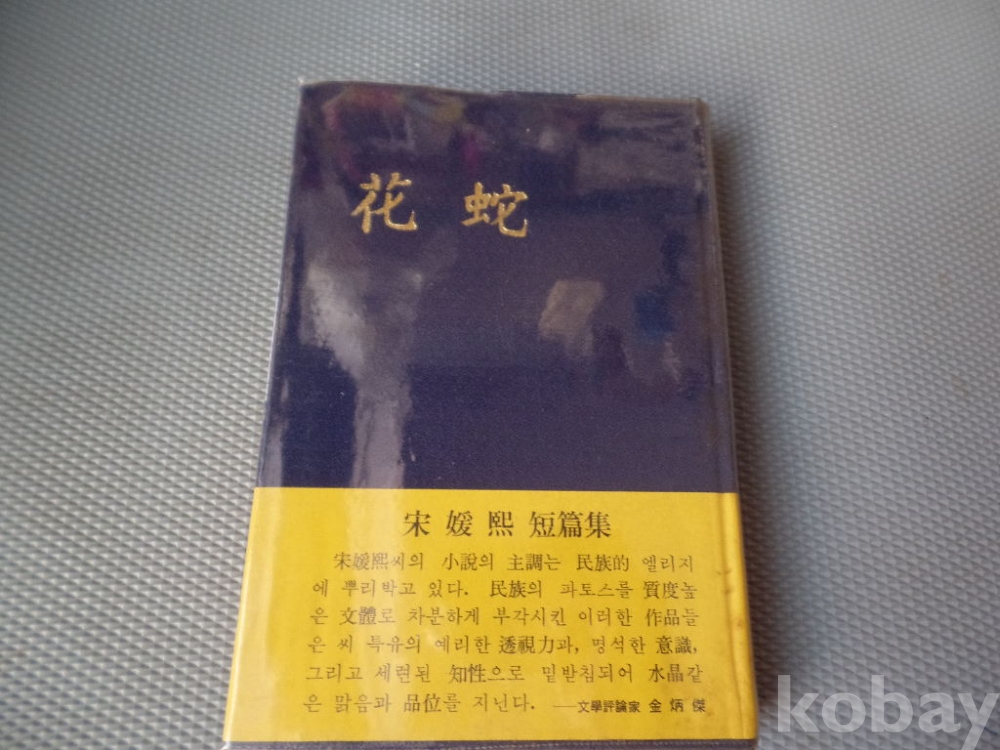 花 蛇
宋 媛 熙 短篇集
宋媛熙씨의 小說의 主調는 民族的 엘리지
에 뿌리박고 있다. 民族의 파토스를 質度높
은 文體로 차분하게 부각시킨 이러한 作品들
은 씨 특유의 예리한 透視力과, 명석한 意識,
그리고 세련된 知性으로 밑받침되어 水晶같
은 맑음과 品位를 지닌다. —文學評論家 金炳傑
kobay